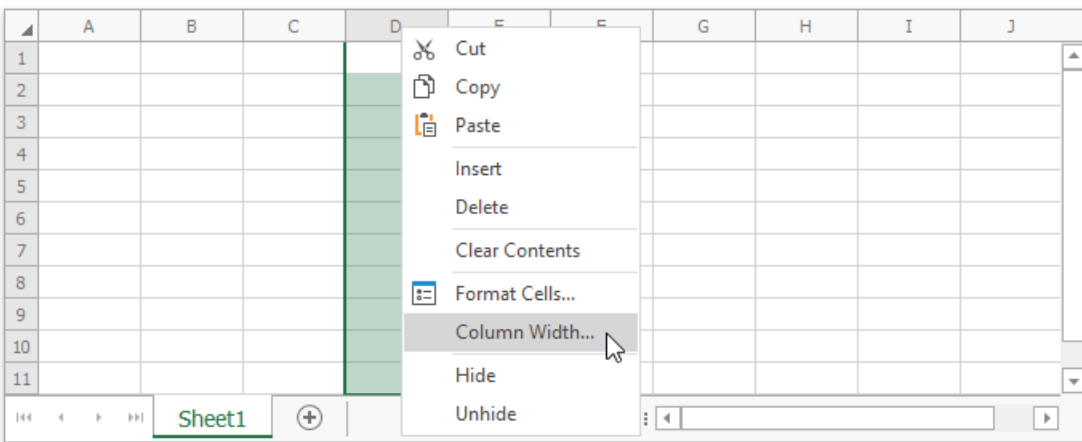 A B C D G H I J
1
2
3
4
5
6
7
8
9
10
11
Cut
Copy
Paste
Insert
Delete
Clear Contents
Format Cells...
Column Width...
Hide
Unhide
Sheet1